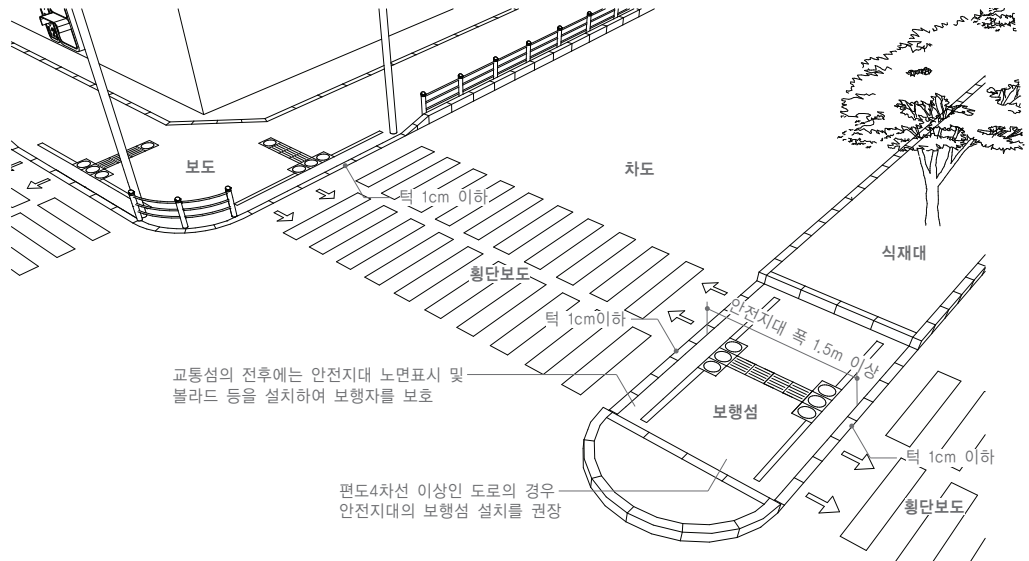 보도
차도
턱 1cm 이하
식재대
횡단보도
안전지대 폭 1.5m 이상
턱 1cm이하
교통섬의 전후에는 안전지대 노면표시 및
볼라드 등을 설치하여 보행자를 보호
보행섬
턱 1cm 이하
편도4차선 이상인 도로의 경우
안전지대의 보행섬 설치를 권장
횡단보도